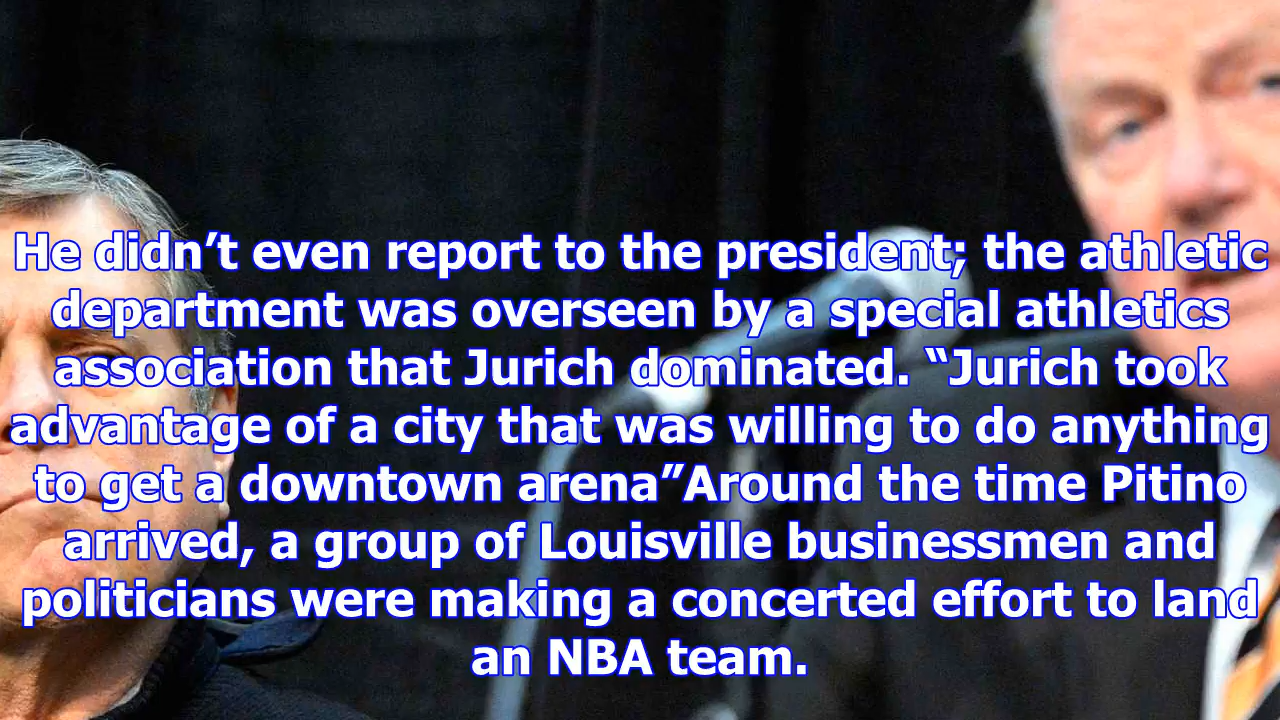 He didn’t even report to the president; the athletic
department was overseen by a special athletics
association that Jurich dominated. “Jurich took
advantage of a city that was willing to do anything
to get a downtown arena”Around the time Pitino
arrived, a group of Louisville businessmen and
politicians were making a concerted effort to land
an NBA team.